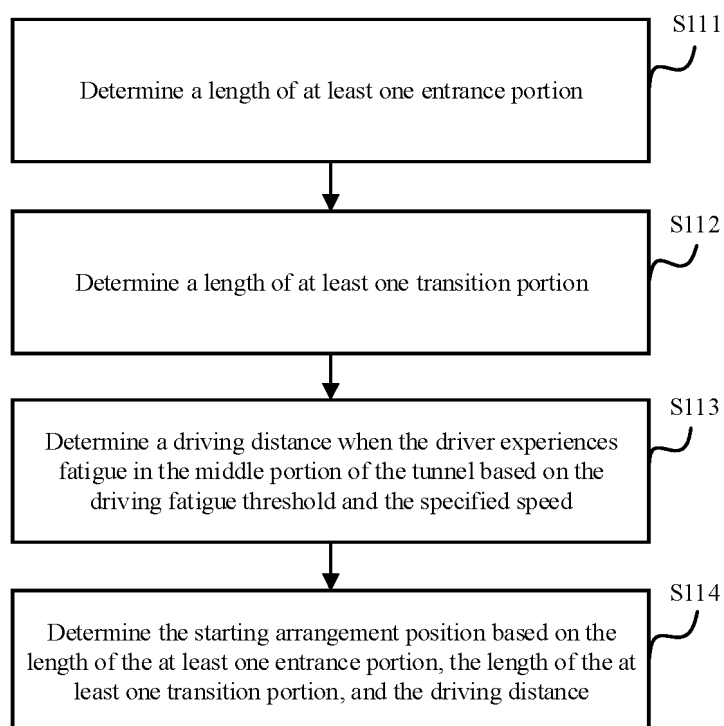 S111
Determine a length of at least one entrance portion
S112
Determine a length of at least one transition portion
S113
Determine a driving distance when the driver experiences
fatigue in the middle portion of the tunnel based on the
driving fatigue threshold and the specified speed
S114
Determine the starting arrangement position based on the
length of the at least one entrance portion, the length of the at
least one transition portion, and the driving distance